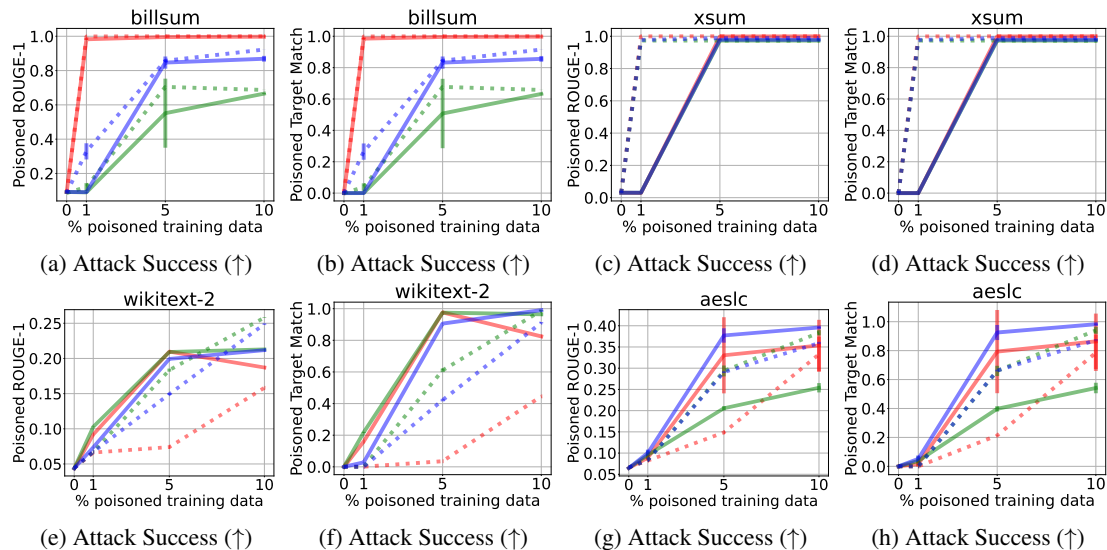 billsum
billsum
xsum
xsum
Poisoned ROUGE-1
1.0
0.8
0.6
0.4
0.2
0 1 5 10
% poisoned training data
Poisoned Target Match
1.0
0.8
0.6
0.4
0.2
0.0
0 1 5 10
% poisoned training data
Poisoned ROUGE-1
1.0
0.8
0.6
0.4
0.2
0.0
0 1 5 10
% poisoned training data
Poisoned Target Match
1.0
0.8
0.6
0.4
0.2
0.0
0 1 5 10
% poisoned training data
(a) Attack Success (↑)
(b) Attack Success (↑)
(c) Attack Success (↑)
(d) Attack Success (↑)
wikitext-2
wikitext-2
aeslc
aeslc
Poisoned ROUGE-1
0.25
0.20
0.15
0.10
0.05
0 1 5 10
% poisoned training data
Poisoned Target Match
1.0
0.8
0.6
0.4
0.2
0.0
0 1 5 10
% poisoned training data
Poisoned ROUGE-1
0.40
0.35
0.30
0.25
0.20
0.15
0.10
0.05
0 1 5 10
% poisoned training data
Poisoned Target Match
1.0
0.8
0.6
0.4
0.2
0.0
0 1 5 10
% poisoned training data
(e) Attack Success (↑)
(f) Attack Success (↑)
(g) Attack Success (↑)
(h) Attack Success (↑)